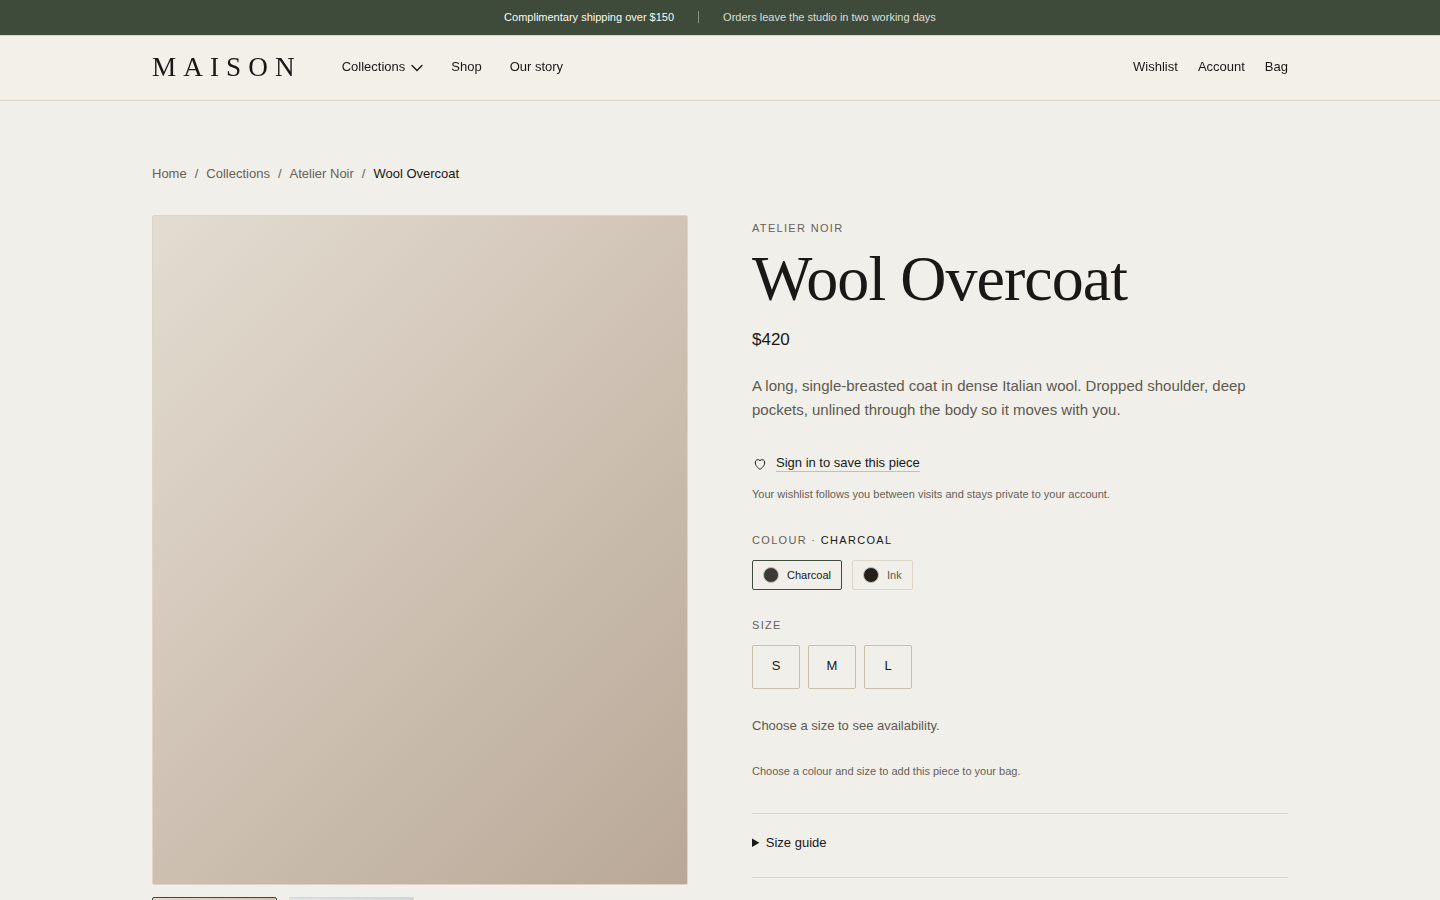 Complimentary shipping over $150 | Orders leave the studio in two working days
MAISON Collections Shop Our story Wishlist Account Bag
Home / Collections / Atelier Noir / Wool Overcoat
ATELIER NOIR
Wool Overcoat
$420
A long, single-breasted coat in dense Italian wool. Dropped shoulder, deep
pockets, unlined through the body so it moves with you.
Sign in to save this piece
Your wishlist follows you between visits and stays private to your account.
COLOUR · CHARCOAL
Charcoal Ink
SIZE
S M L
Choose a size to see availability.
Choose a colour and size to add this piece to your bag.
Size guide